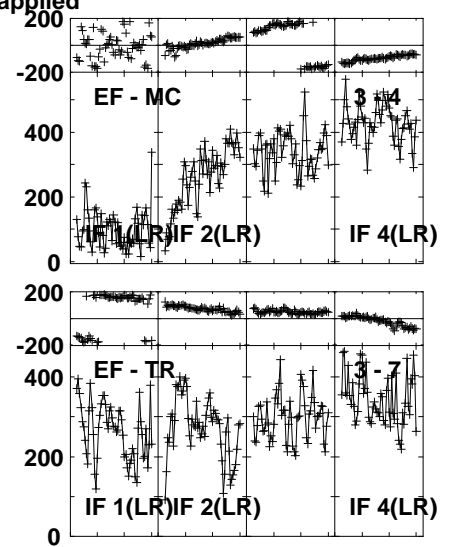 applied
200
-200
EF - MC 3 - 4
400
200
IF 1(LR) IF 2(LR) IF 4(LR)
0
200
-200
EF - TR 3 - 7
400
200
IF 1(LR) IF 2(LR) IF 4(LR)
0